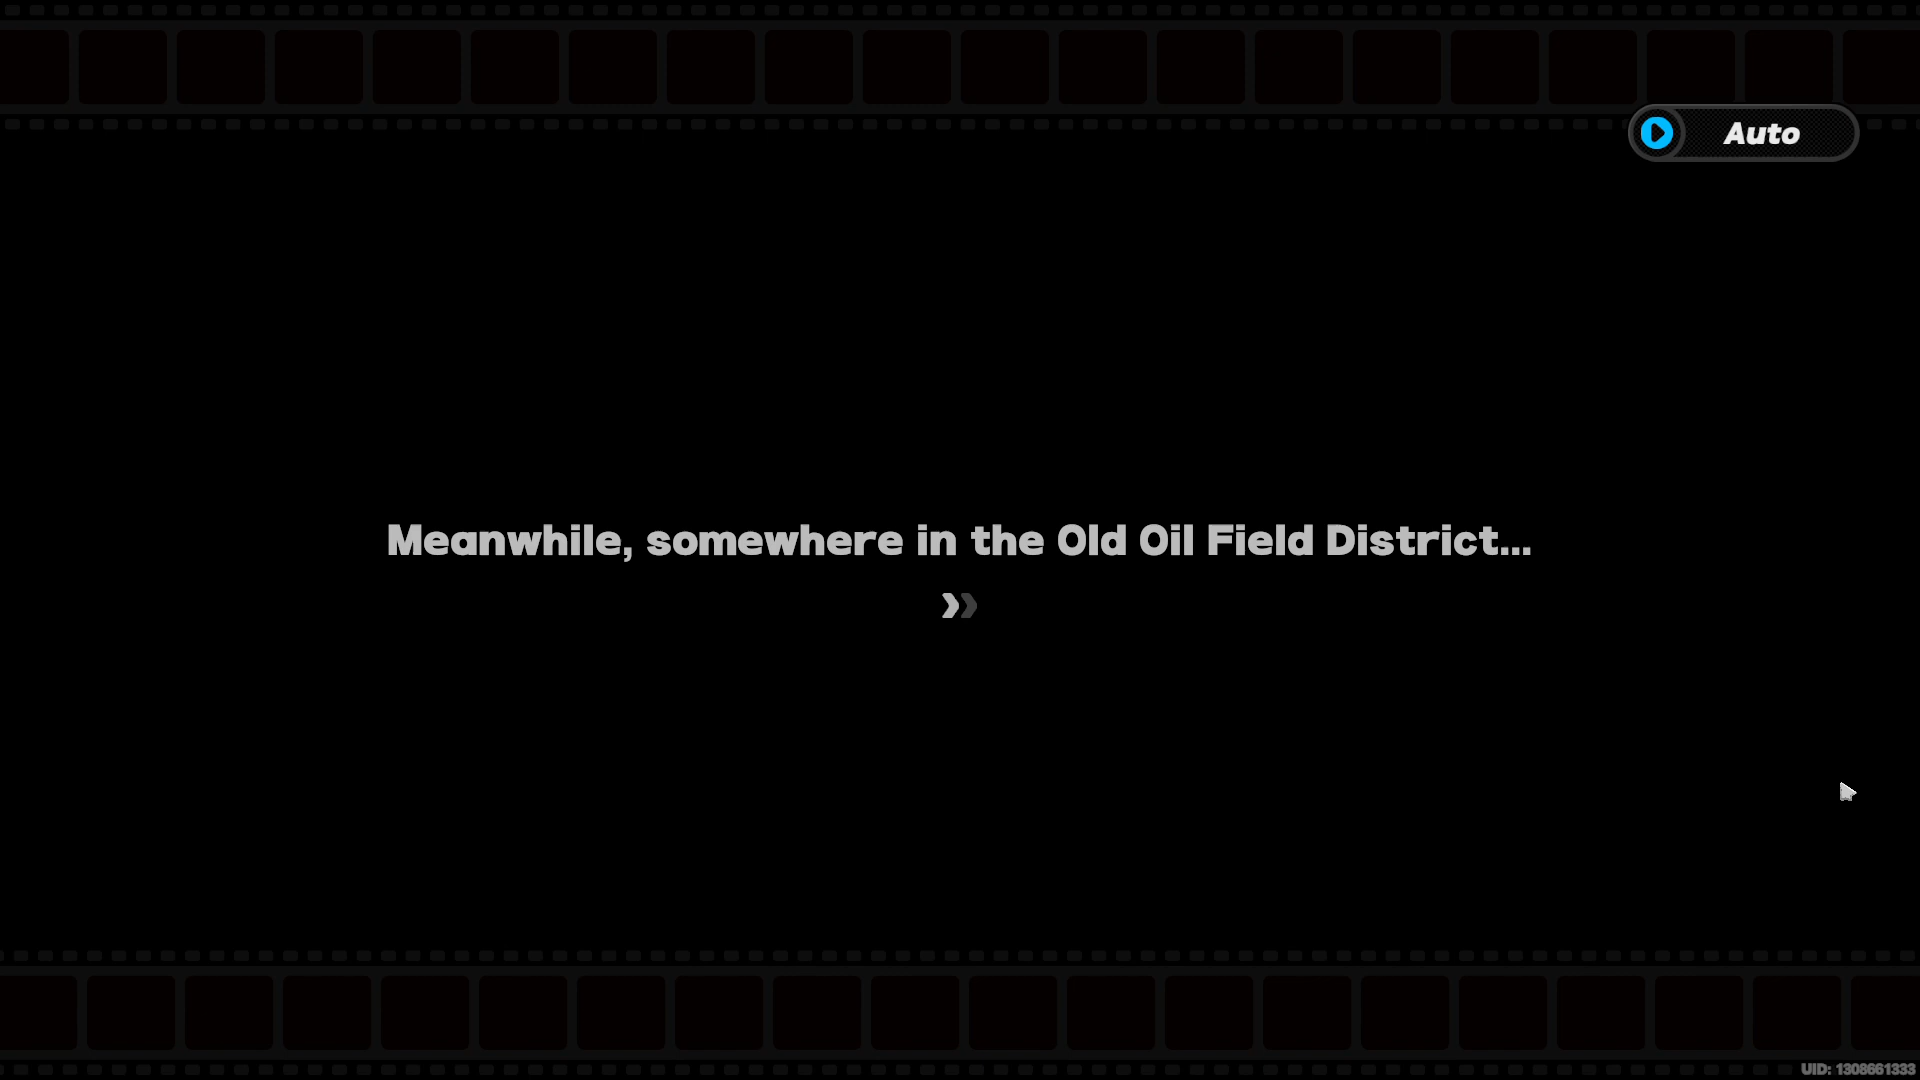 Auto
Meanwhile, somewhere in the Old Oil Field District...
UID: 1308661333